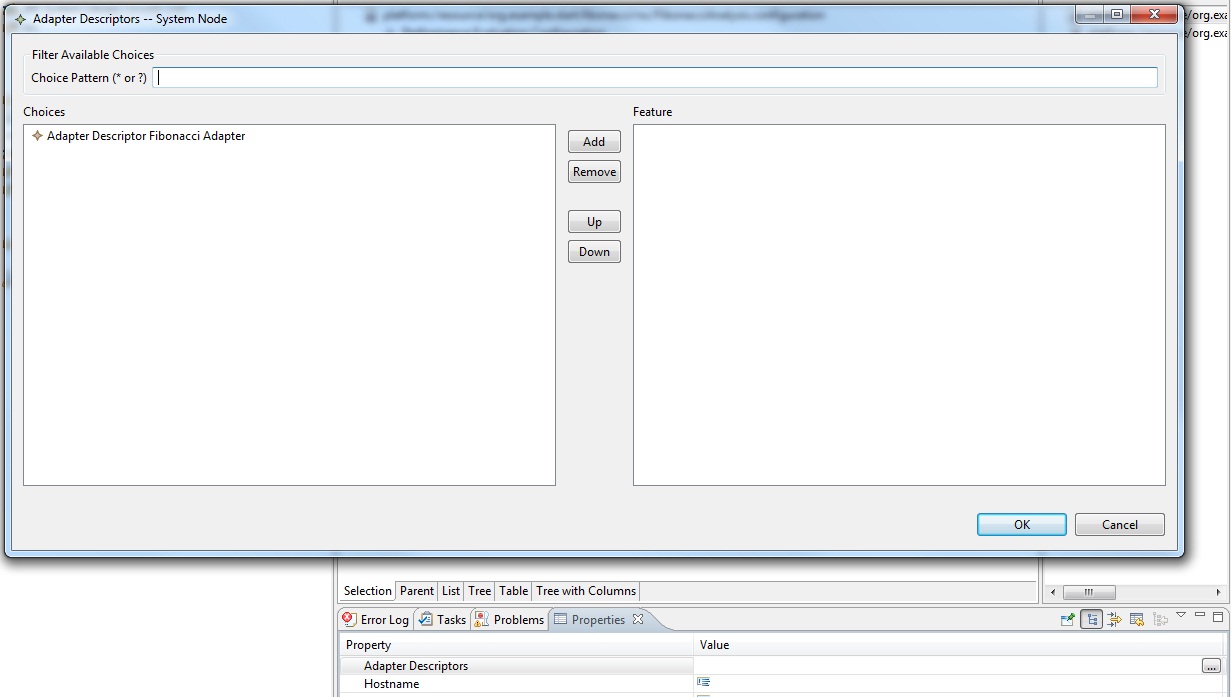 Adapter Descriptors -- System Node
/org.exa
/org.exa
Filter Available Choices
Choice Pattern (* or ?)
Choices
Feature
Adapter Descriptor Fibonacci Adapter
Add
Remove
Up
Down
OK
Cancel
Selection Parent List Tree Table Tree with Columns
Error Log Tasks Problems Properties
Property Value
Adapter Descriptors ...
Hostname